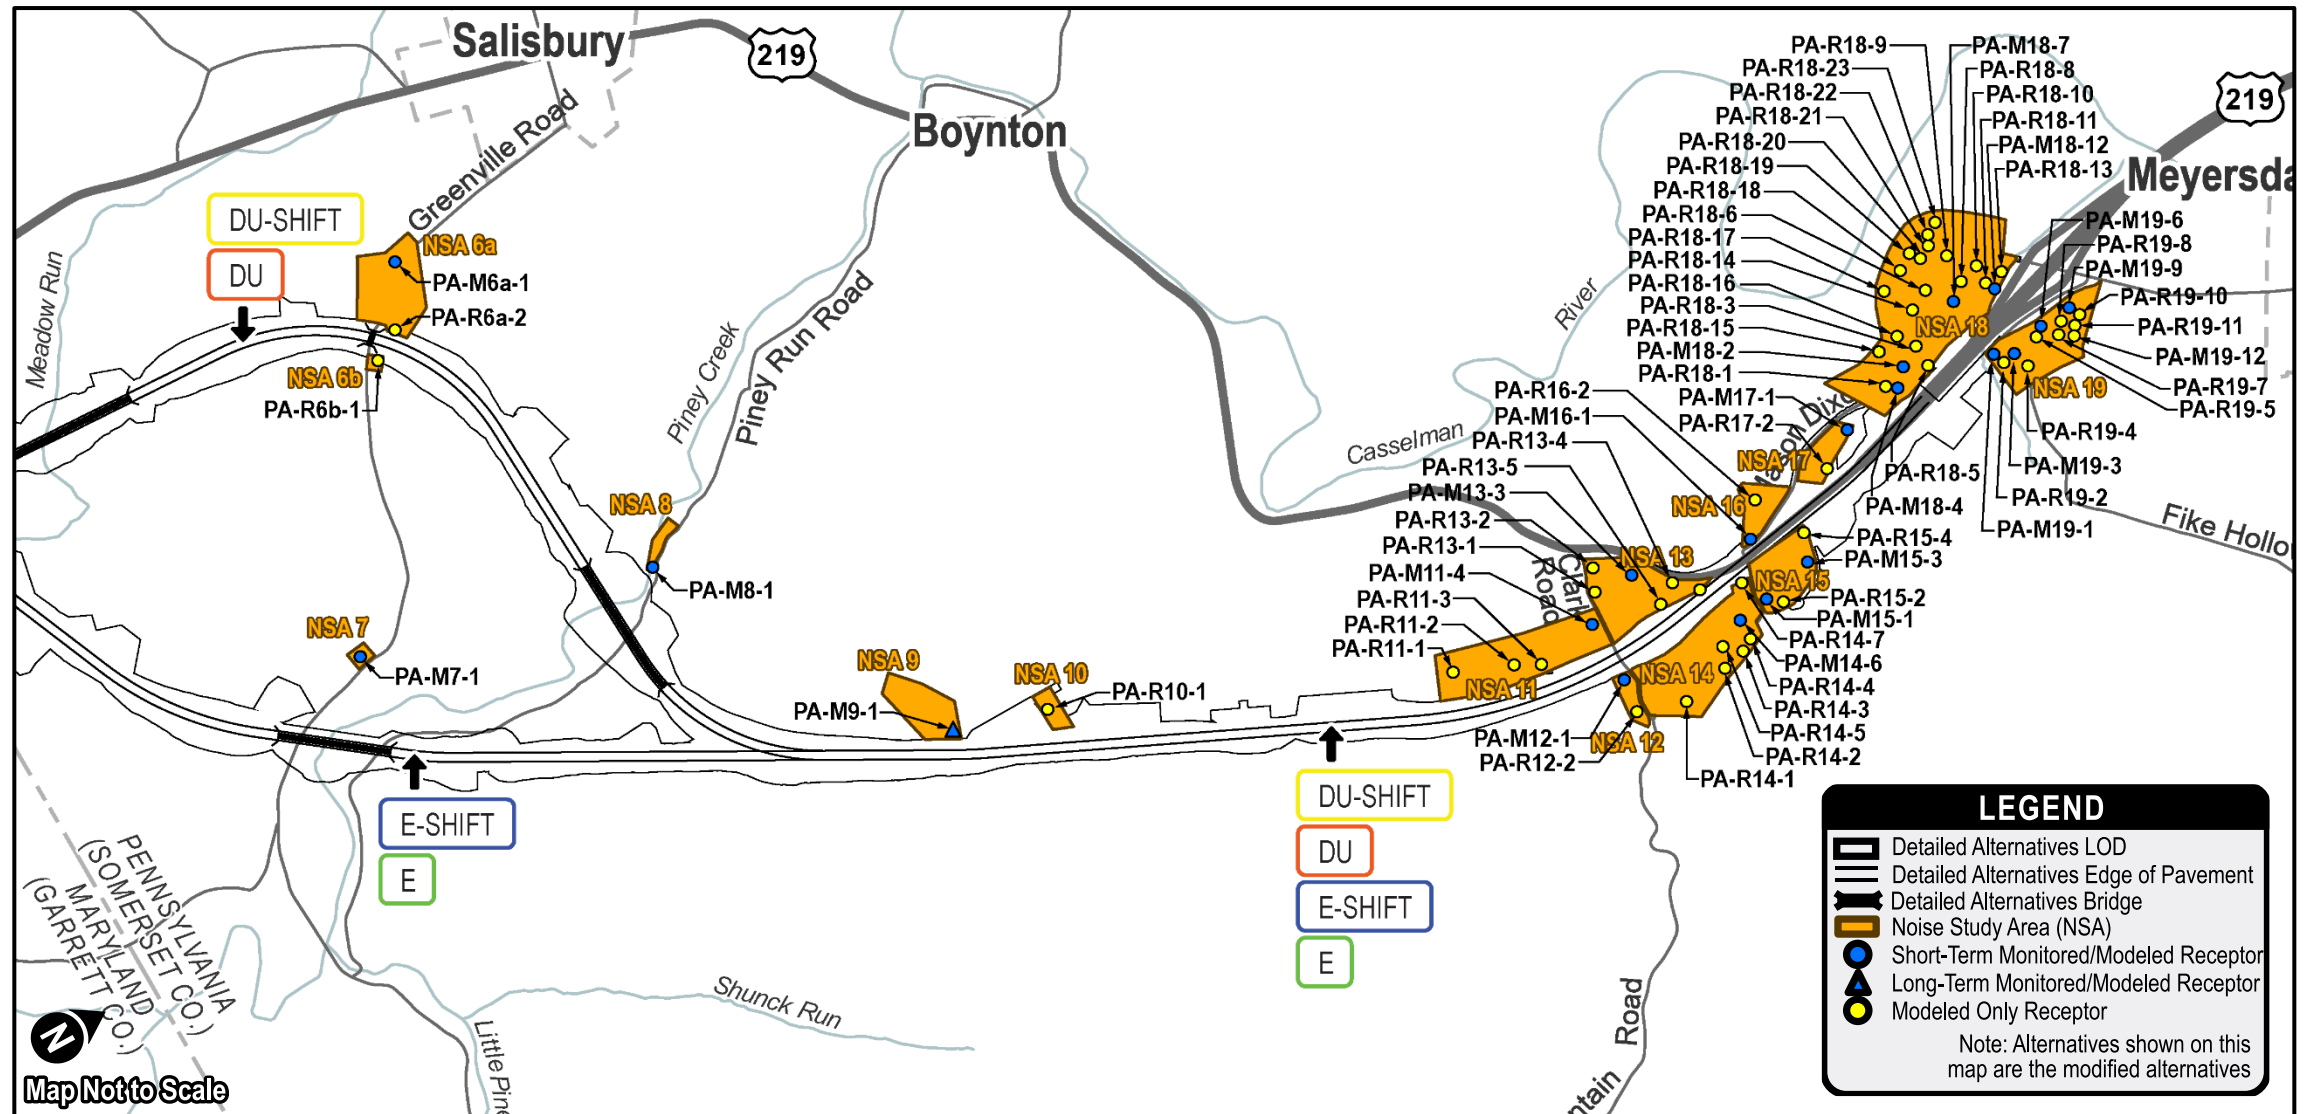 Salisbury
219
Boynton
219
Meyersda
Greenville Road
Meadow Run
DU-SHIFT
DU
NSA 6a
PA-M6a-1
PA-R6a-2
NSA 6b
PA-R6b-1
Piney Creek
Piney Run Road
NSA 8
PA-M8-1
NSA 7
PA-M7-1
NSA 9
PA-M9-1
NSA 10
PA-R10-1
E-SHIFT
E
DU-SHIFT
DU
E-SHIFT
E
Casselman
River
PA-R18-9
PA-R18-23
PA-R18-22
PA-R18-21
PA-R18-20
PA-R18-19
PA-R18-18
PA-R18-6
PA-R18-17
PA-R18-14
PA-R18-16
PA-R18-3
PA-R18-15
PA-M18-2
PA-R18-1
PA-M17-1
PA-R17-2
PA-R16-2
PA-M16-1
PA-R13-4
PA-R13-5
PA-M13-3
PA-R13-2
PA-R13-1
PA-M11-4
PA-R11-3
PA-R11-2
PA-R11-1
PA-M18-7
PA-R18-8
PA-R18-10
PA-R18-11
PA-M18-12
PA-R18-13
NSA 18
PA-M19-6
PA-R19-8
PA-M19-9
PA-R19-10
PA-R19-11
PA-M19-12
PA-R19-7
PA-R19-5
NSA 19
PA-R19-4
PA-M19-3
PA-R19-2
PA-M19-1
PA-R18-5
PA-M18-4
Mason Dixo
NSA 17
NSA 16
NSA 13
Clark
Road
NSA 11
PA-R15-4
PA-M15-3
NSA 15
PA-R15-2
PA-M15-1
PA-R14-7
PA-M14-6
PA-R14-4
PA-R14-3
PA-R14-5
PA-R14-2
PA-R14-1
NSA 14
PA-M12-1
NSA 12
PA-R12-2
Fike Hollo
PENNSYLVANIA
(SOMERSET CO.)
MARYLAND
(GARRETT CO.)
Shunck Run
Little Pine
ntain
Road
N
Map Not to Scale
LEGEND
Detailed Alternatives LOD
Detailed Alternatives Edge of Pavement
Detailed Alternatives Bridge
Noise Study Area (NSA)
Short-Term Monitored/Modeled Receptor
Long-Term Monitored/Modeled Receptor
Modeled Only Receptor
Note: Alternatives shown on this
map are the modified alternatives